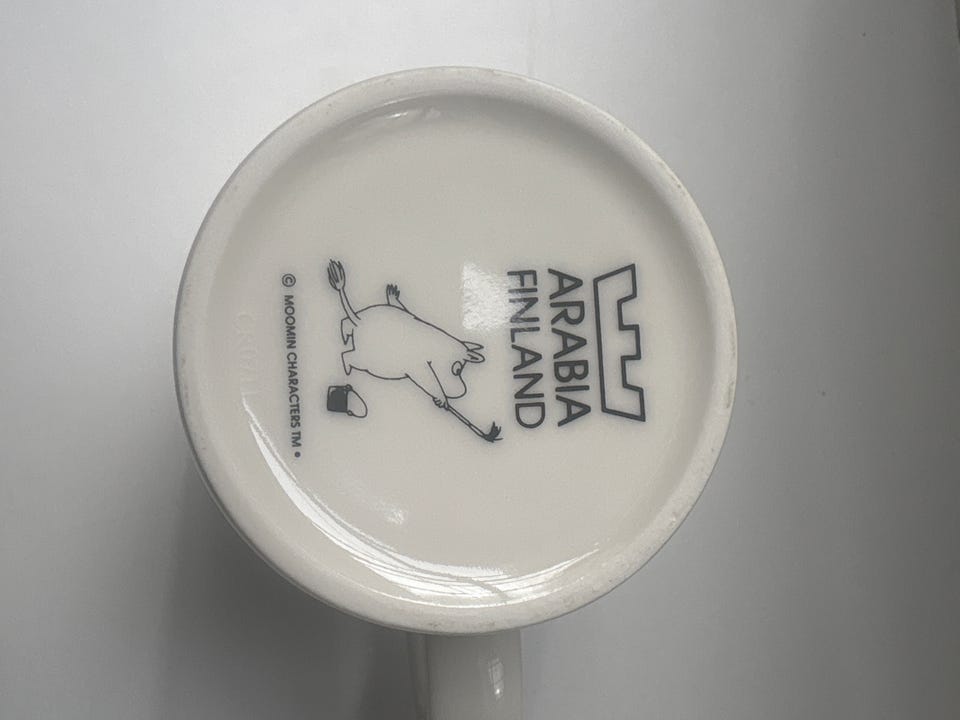 ARABIA
FINLAND
© MOOMIN CHARACTERS TM •